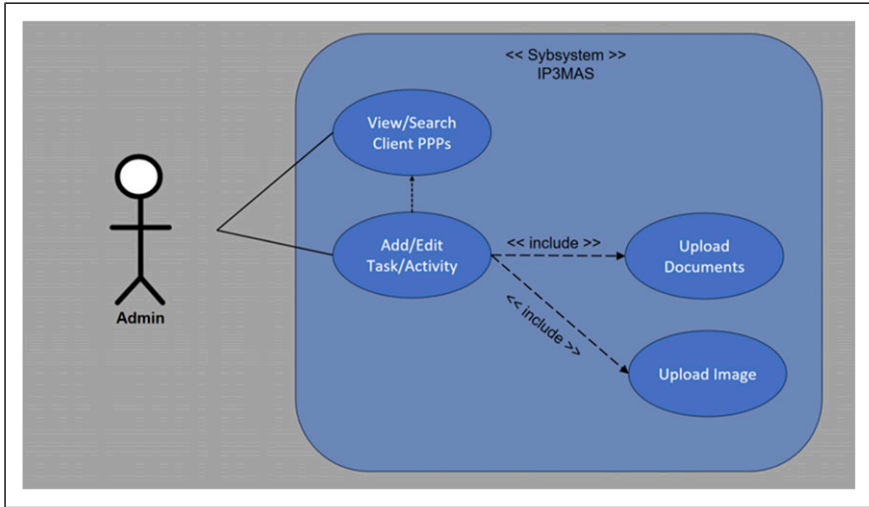 << Sybsystem >>
IP3MAS
View/Search
Client PPPs
Add/Edit
Task/Activity
<< include >>
Upload
Documents
<< include >>
Upload Image
Admin